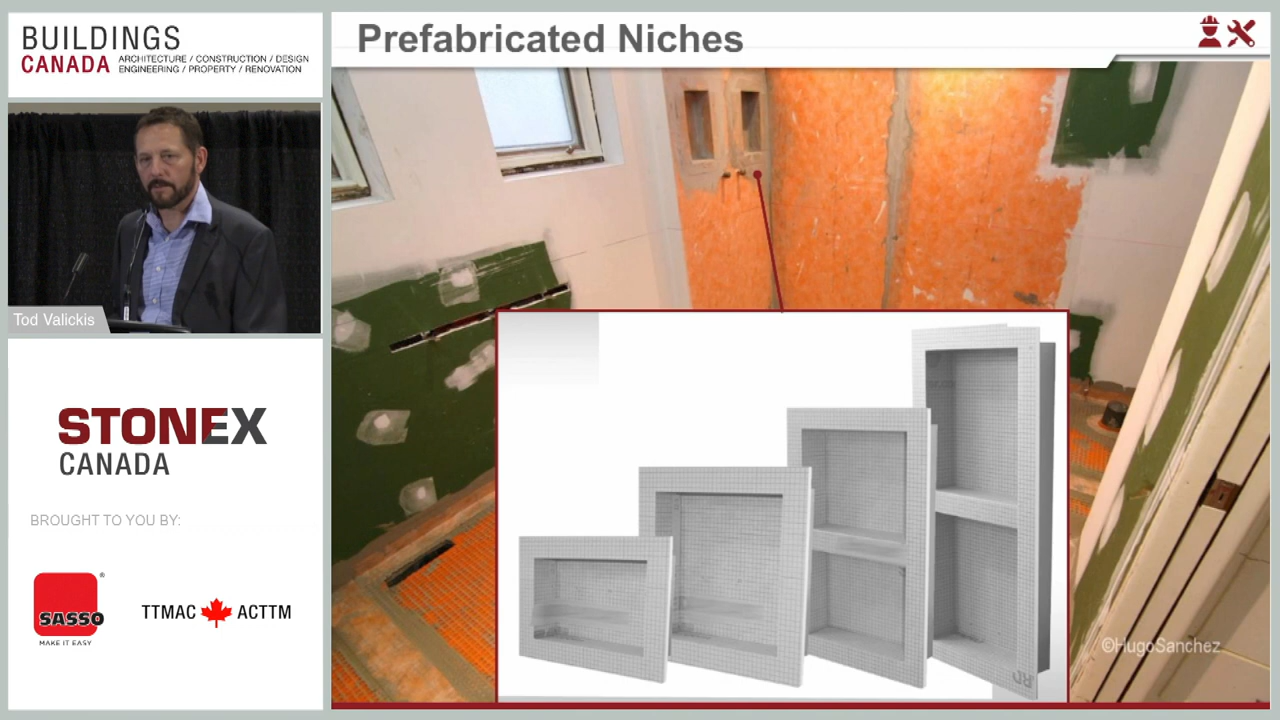 BUILDINGS
CANADA
ARCHITECTURE / CONSTRUCTION / DESIGN
ENGINEERING / PROPERTY / RENOVATION
Prefabricated Niches
Tod Valickis
STONEX
CANADA
BROUGHT TO YOU BY:
SASSO
®
MAKE IT EASY
TTMAC ACTTM
©HugoSanchez